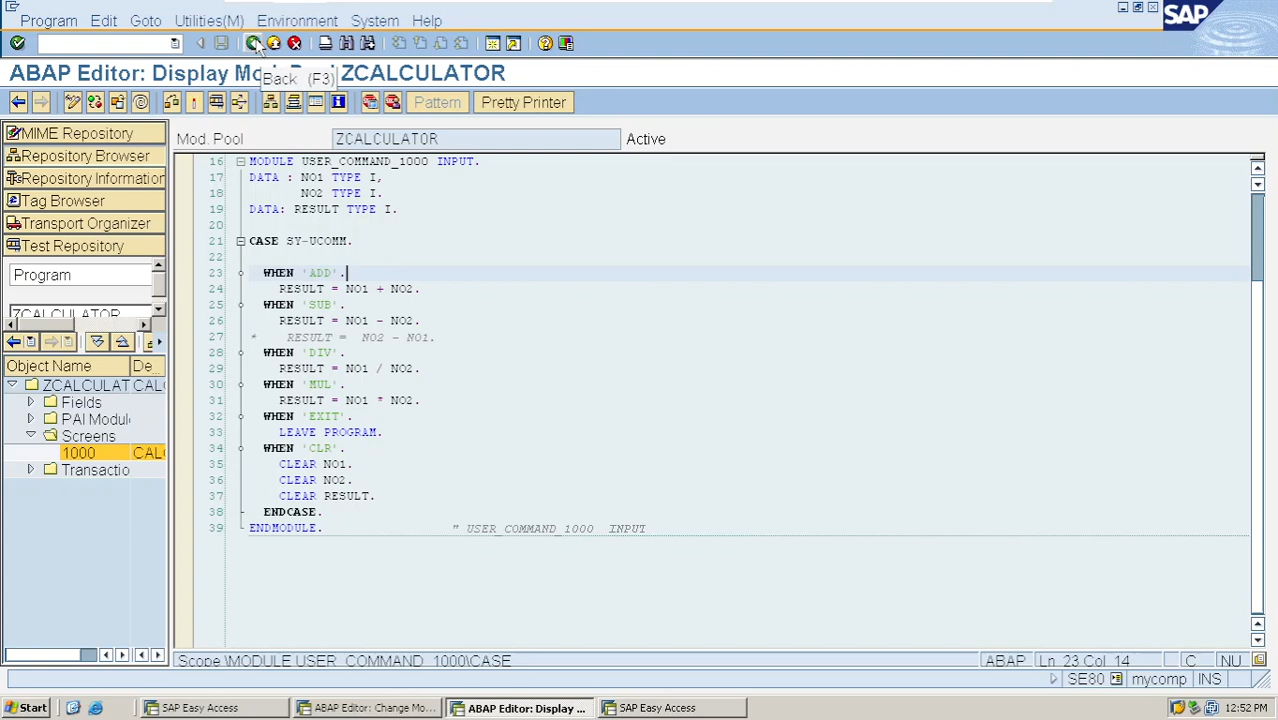 Program Edit Goto Utilities(M) Environment System Help
SAP
ABAP Editor: Display Mod. Pool ZCALCULATOR
Back (F3)
Pattern Pretty Printer
MIME Repository
Repository Browser
Repository Information
Tag Browser
Transport Organizer
Test Repository
Program
ZCALCULATOR
Object Name De
ZCALCULAT CAL
Fields
PAI Modul
Screens
1000 CAL
Transactio
Mod. Pool ZCALCULATOR Active
16 MODULE USER_COMMAND_1000 INPUT.
17 DATA : NO1 TYPE I,
18 NO2 TYPE I.
19 DATA: RESULT TYPE I.
20
21 CASE SY-UCOMM.
22
23 WHEN 'ADD'.
24 RESULT = NO1 + NO2.
25 WHEN 'SUB'.
26 RESULT = NO1 - NO2.
27 * RESULT = NO2 - NO1.
28 WHEN 'DIV'.
29 RESULT = NO1 / NO2.
30 WHEN 'MUL'.
31 RESULT = NO1 * NO2.
32 WHEN 'EXIT'.
33 LEAVE PROGRAM.
34 WHEN 'CLR'.
35 CLEAR NO1.
36 CLEAR NO2.
37 CLEAR RESULT.
38 ENDCASE.
39 ENDMODULE. " USER_COMMAND_1000 INPUT
Scope \MODULE USER_COMMAND_1000\CASE ABAP Ln 23 Col 14 C NU
SE80 mycomp INS
Start SAP Easy Access ABAP Editor: Change Mo... ABAP Editor: Display ... SAP Easy Access 12:52 PM